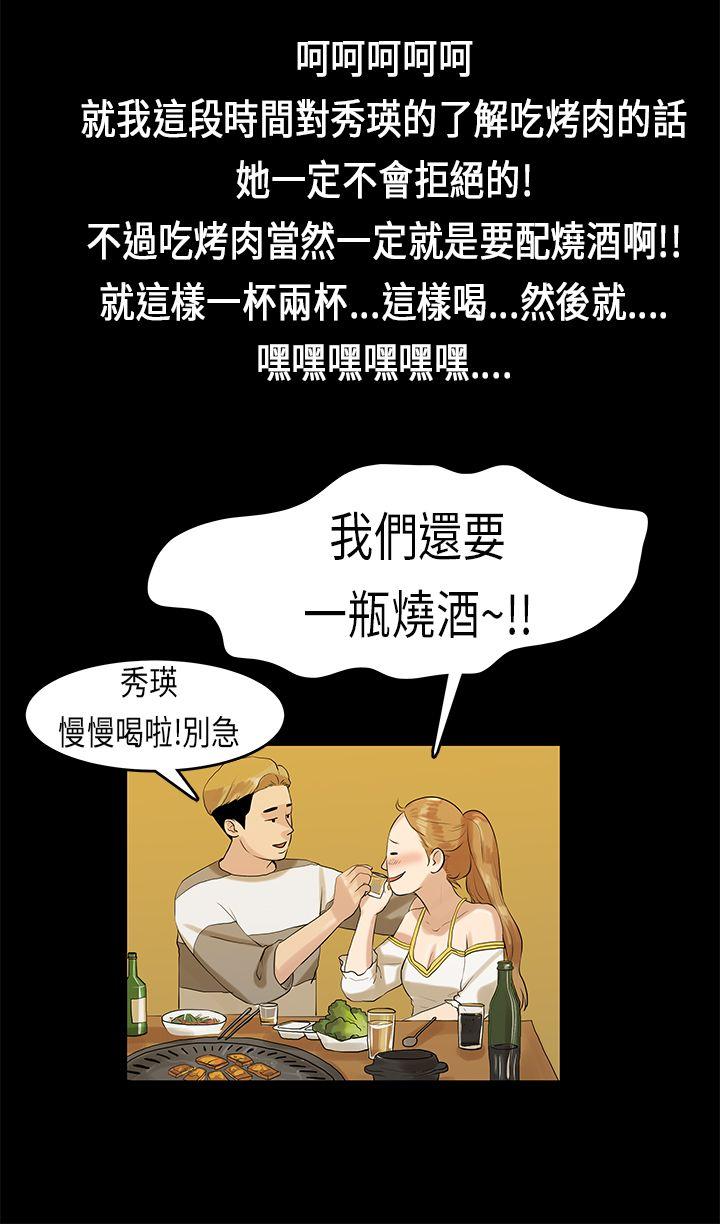 呵呵呵呵呵
就我這段時間對秀瑛的了解吃烤肉的話
她一定不會拒絕的!
不過吃烤肉當然一定就是要配燒酒啊!!
就這樣一杯兩杯...這樣喝...然後就....
嘿嘿嘿嘿嘿嘿....
我們還要
一瓶燒酒~!!
秀瑛
慢慢喝啦!別急